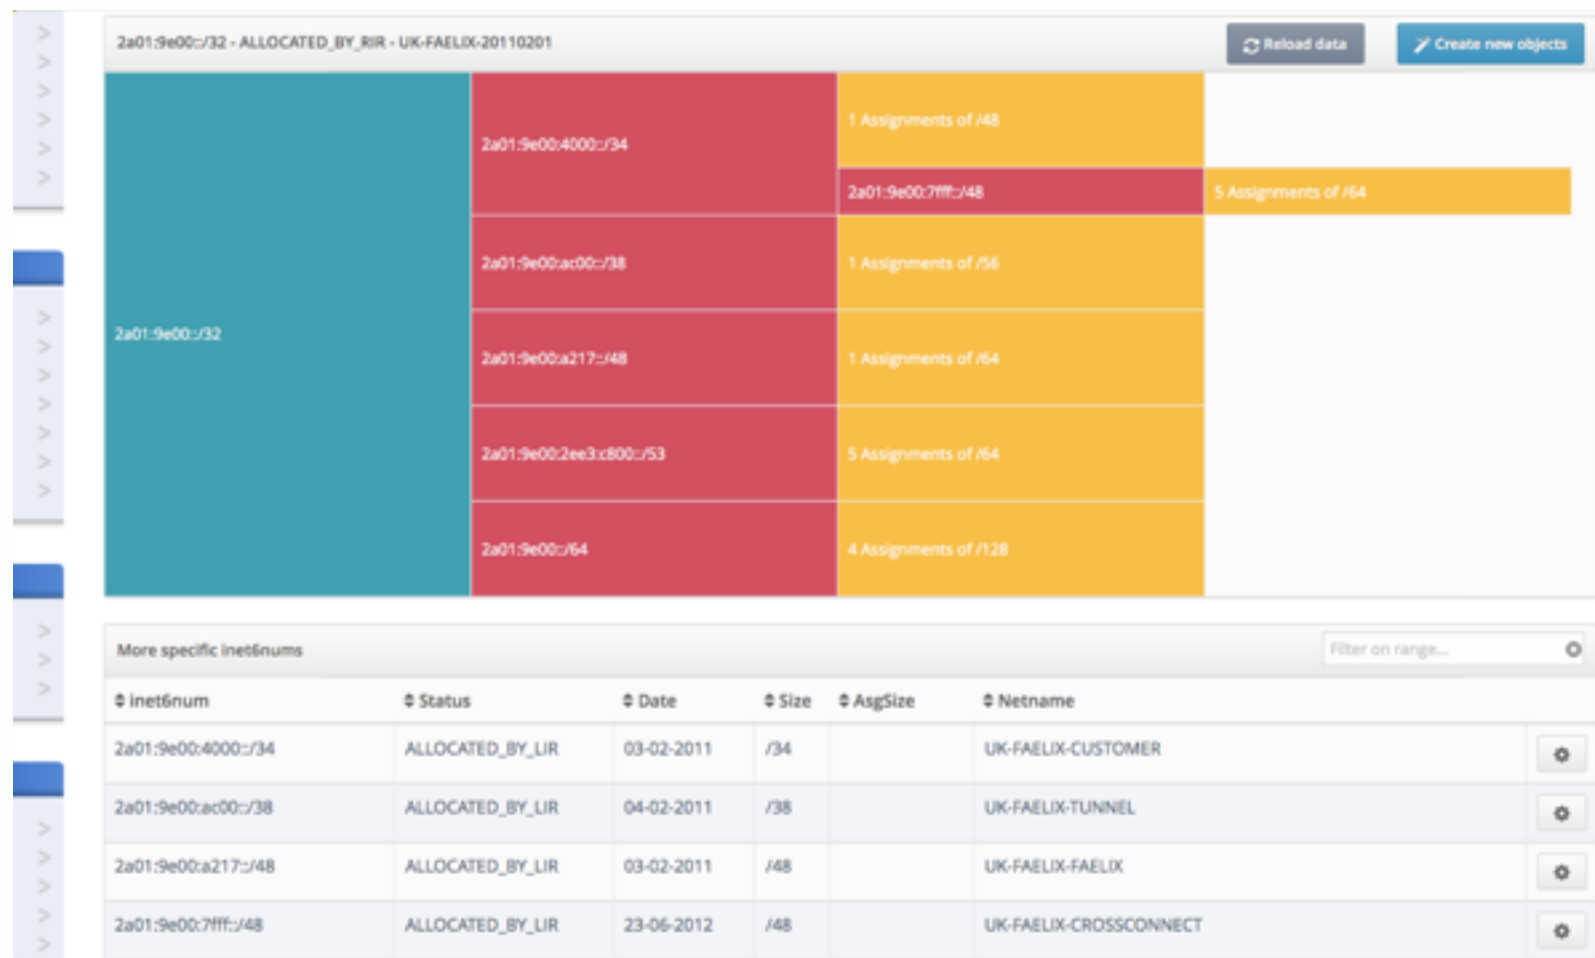 2a01:9e00::/32 - ALLOCATED_BY_RIR - UK-FAELIX-20110201
Reload data
Create new objects
2a01:9e00::/32
2a01:9e00:4000::/34
1 Assignments of /48
2a01:9e00:7fff::/48
5 Assignments of /64
2a01:9e00:ac00::/38
1 Assignments of /56
2a01:9e00:a217::/48
1 Assignments of /64
2a01:9e00:2ee3:c800::/53
5 Assignments of /64
2a01:9e00::/64
4 Assignments of /128
More specific inet6nums
Filter on range...
inet6num Status Date Size AsgSize Netname
2a01:9e00:4000::/34 ALLOCATED_BY_LIR 03-02-2011 /34 UK-FAELIX-CUSTOMER
2a01:9e00:ac00::/38 ALLOCATED_BY_LIR 04-02-2011 /38 UK-FAELIX-TUNNEL
2a01:9e00:a217::/48 ALLOCATED_BY_LIR 03-02-2011 /48 UK-FAELIX-FAELIX
2a01:9e00:7fff::/48 ALLOCATED_BY_LIR 23-06-2012 /48 UK-FAELIX-CROSSCONNECT